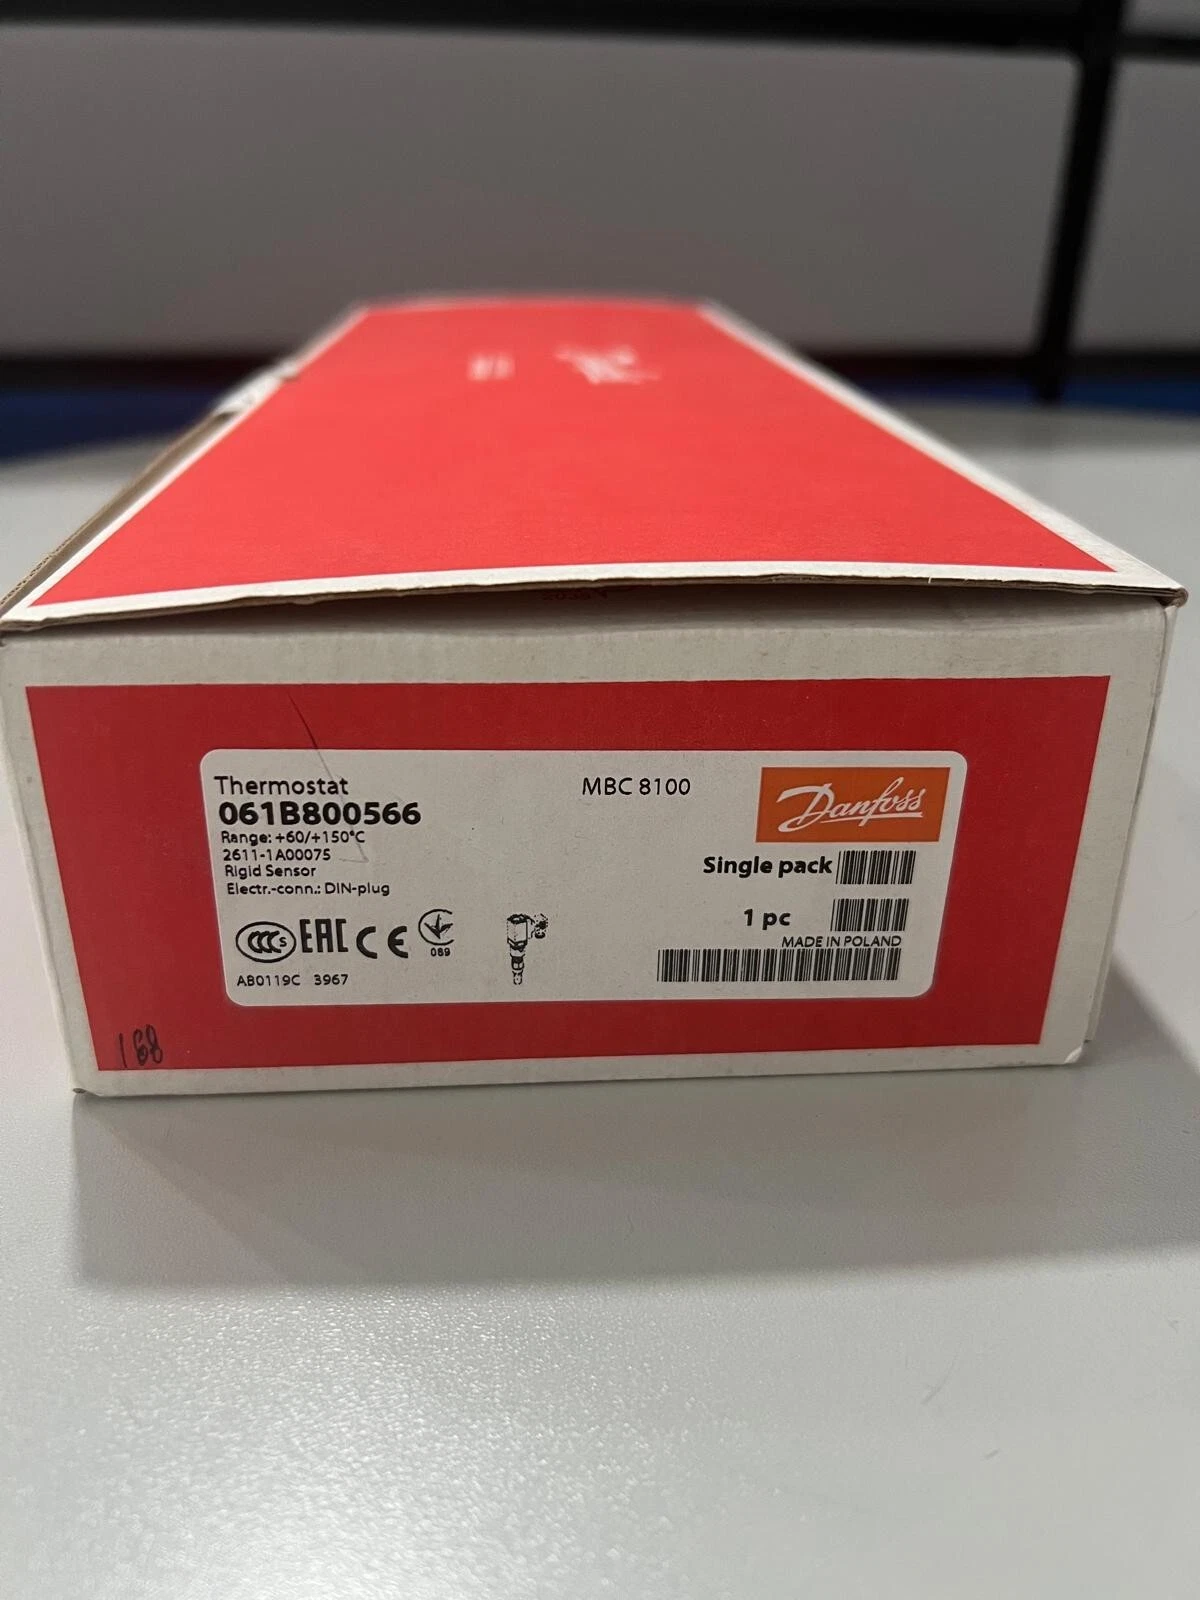 Thermostat
061B800566
Range: +60/+150°C
2611-1A00075
Rigid Sensor
Electr.-conn.: DIN-plug
MBC 8100
Danfoss
Single pack
1 pc
MADE IN POLAND
CCC S
EAC
CE
089
AB0119C 3967
168